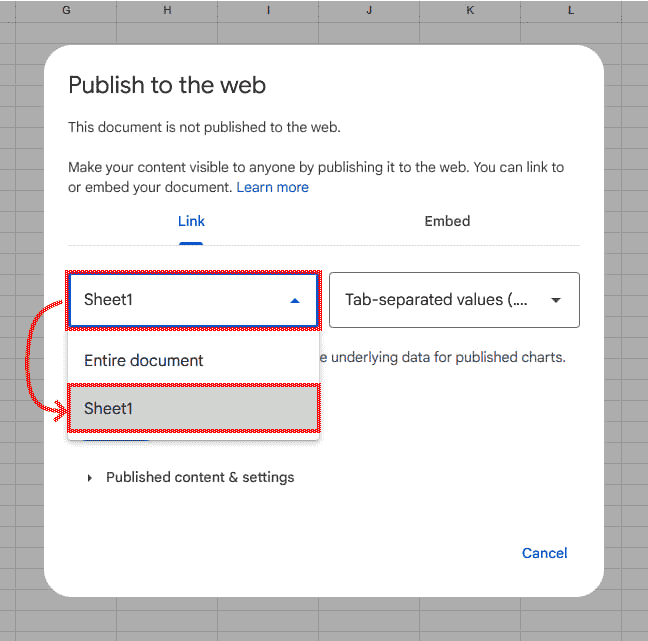 G H I J K L
Publish to the web
This document is not published to the web.
Make your content visible to anyone by publishing it to the web. You can link to
or embed your document. Learn more
Link Embed
Sheet1 Tab-separated values (....
Entire document
e underlying data for published charts.
Sheet1
Published content & settings
Cancel